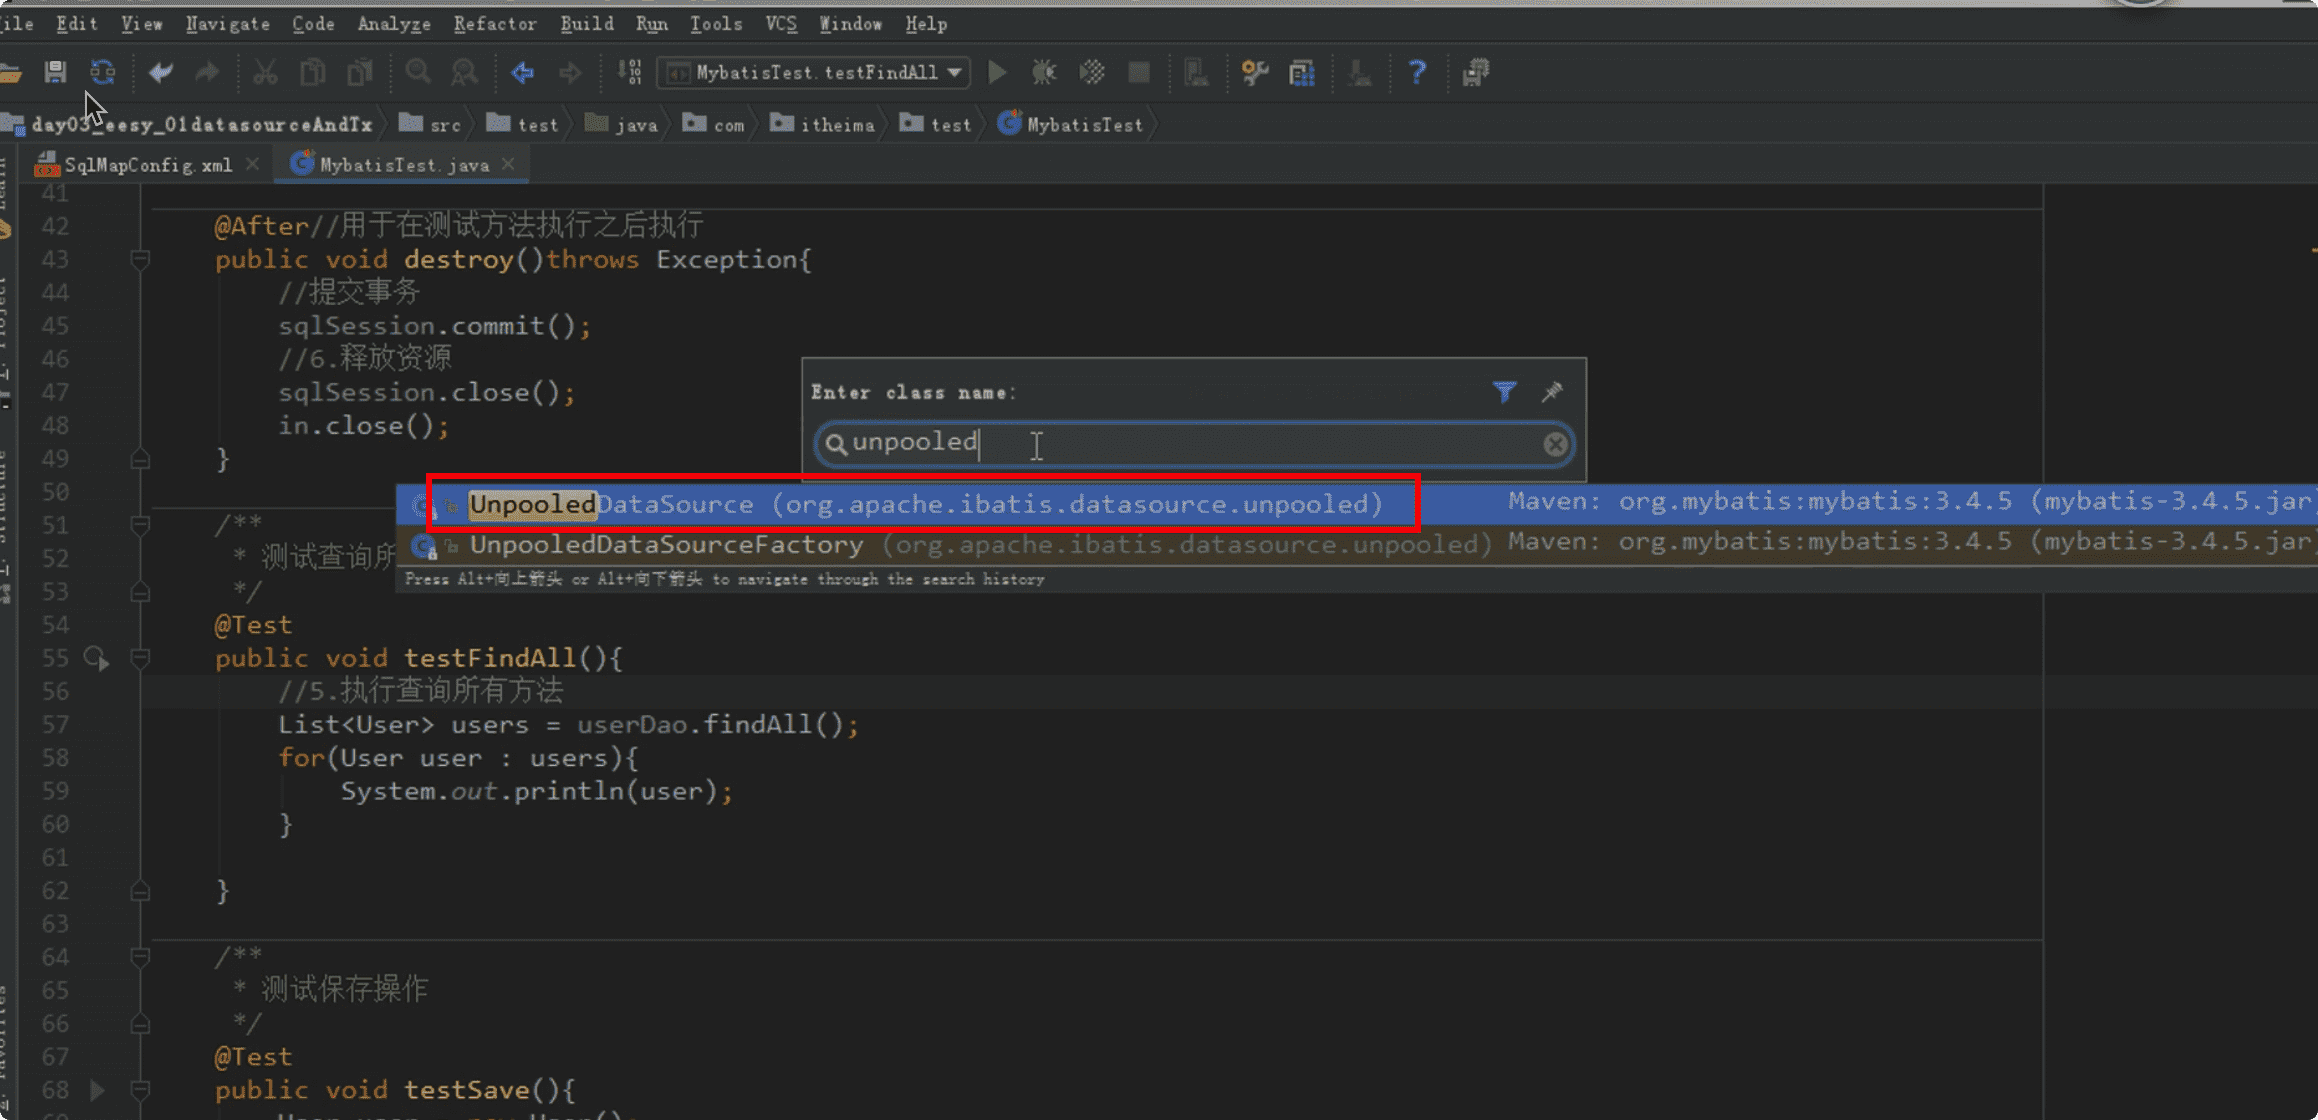 File Edit View Navigate Code Analyze Refactor Build Run Tools VCS Window Help
MybatisTest.testFindAll
day03_eesy_01datasourceAndTx src test java com itheima test MybatisTest
SqlMapConfig.xml MybatisTest.java
41
42 @After//用于在测试方法执行之后执行
43 public void destroy()throws Exception{
44 //提交事务
45 sqlSession.commit();
46 //6.释放资源
47 sqlSession.close();
48 in.close();
49 }
Enter class name:
unpooled
50
UnpooledDataSource (org.apache.ibatis.datasource.unpooled) Maven: org.mybatis:mybatis:3.4.5 (mybatis-3.4.5.jar)
51 /**
UnpooledDataSourceFactory (org.apache.ibatis.datasource.unpooled) Maven: org.mybatis:mybatis:3.4.5 (mybatis-3.4.5.jar)
52 * 测试查询所
Press Alt+向上箭头 or Alt+向下箭头 to navigate through the search history
53 */
54 @Test
55 public void testFindAll(){
56 //5.执行查询所有方法
57 List<User> users = userDao.findAll();
58 for(User user : users){
59 System.out.println(user);
60 }
61
62 }
63
64 /**
65 * 测试保存操作
66 */
67 @Test
68 public void testSave(){